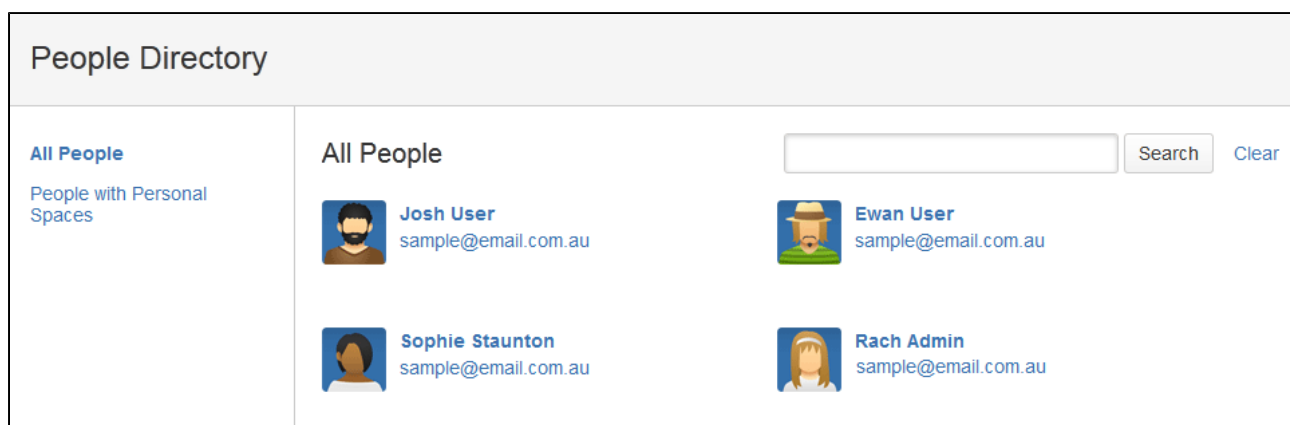 People Directory
All People
People with Personal
Spaces
All People
Search
Clear
Josh User
sample@email.com.au
Ewan User
sample@email.com.au
Sophie Staunton
sample@email.com.au
Rach Admin
sample@email.com.au